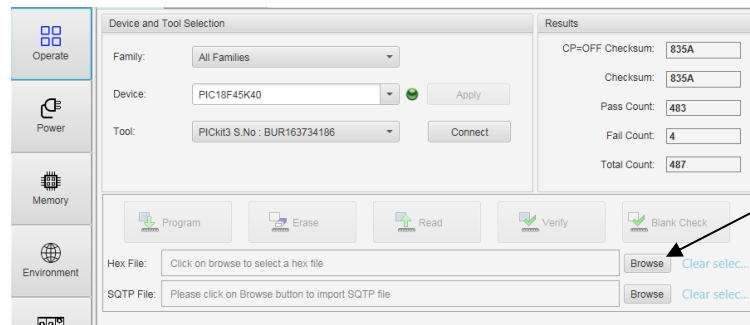 Operate
Power
Memory
Environment
Device and Tool Selection
Family: All Families
Device: PIC18F45K40 Apply
Tool: PICkit3 S.No : BUR163734186 Connect
Results
CP=OFF Checksum: 835A
Checksum: 835A
Pass Count: 483
Fail Count: 4
Total Count: 487
Program Erase Read Verify Blank Check
Hex File: Click on browse to select a hex file Browse Clear selec...
SQTP File: Please click on Browse button to import SQTP file Browse Clear selec...